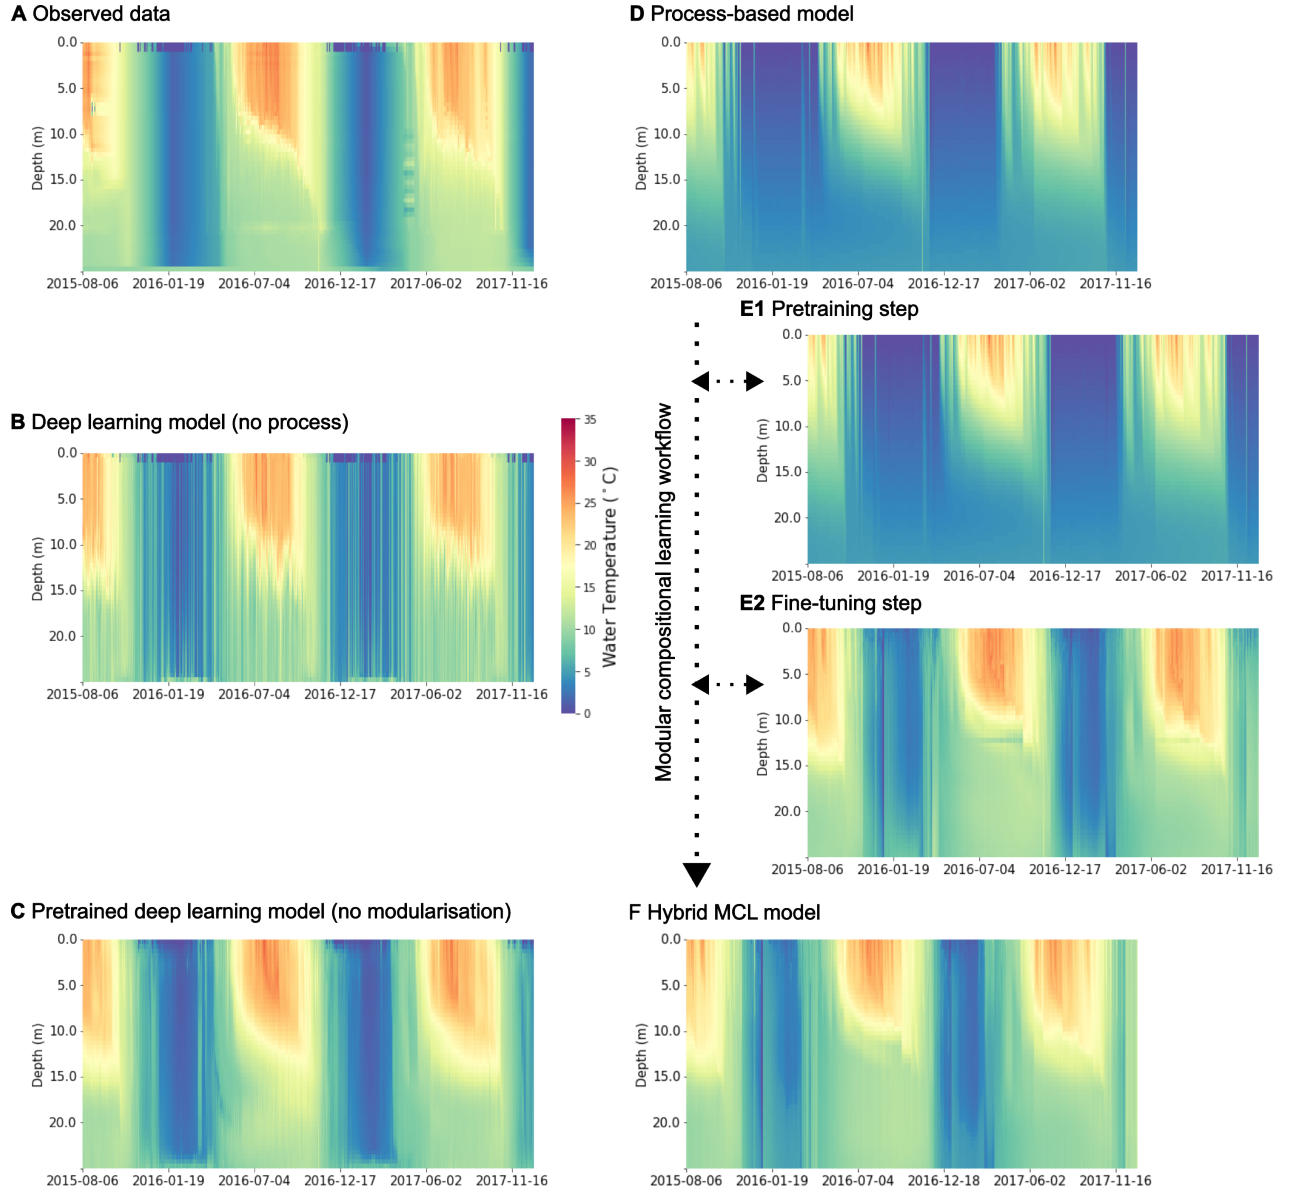 A Observed data
0.0
5.0
10.0
15.0
20.0
Depth (m)
2015-08-06 2016-01-19 2016-07-04 2016-12-17 2017-06-02 2017-11-16
D Process-based model
0.0
5.0
10.0
15.0
20.0
Depth (m)
2015-08-06 2016-01-19 2016-07-04 2016-12-17 2017-06-02 2017-11-16
E1 Pretraining step
0.0
5.0
10.0
15.0
20.0
Depth (m)
2015-08-06 2016-01-19 2016-07-04 2016-12-17 2017-06-02 2017-11-16
B Deep learning model (no process)
0.0
5.0
10.0
15.0
20.0
Depth (m)
2015-08-06 2016-01-19 2016-07-04 2016-12-17 2017-06-02 2017-11-16
35
30
25
20
15
10
5
0
Water Temperature (°C)
Modular compositional learning workflow
E2 Fine-tuning step
0.0
5.0
10.0
15.0
20.0
Depth (m)
2015-08-06 2016-01-19 2016-07-04 2016-12-17 2017-06-02 2017-11-16
C Pretrained deep learning model (no modularisation)
0.0
5.0
10.0
15.0
20.0
Depth (m)
2015-08-06 2016-01-19 2016-07-04 2016-12-17 2017-06-02 2017-11-16
F Hybrid MCL model
0.0
5.0
10.0
15.0
20.0
Depth (m)
2015-08-06 2016-01-19 2016-07-04 2016-12-18 2017-06-02 2017-11-16